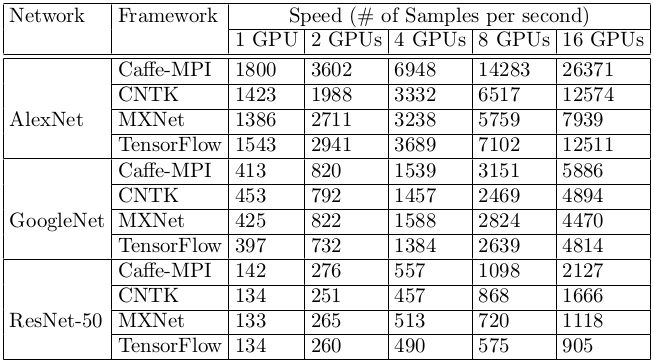 Network Framework Speed (# of Samples per second)
1 GPU 2 GPUs 4 GPUs 8 GPUs 16 GPUs
Caffe-MPI 1800 3602 6948 14283 26371
CNTK 1423 1988 3332 6517 12574
AlexNet MXNet 1386 2711 3238 5759 7939
TensorFlow 1543 2941 3689 7102 12511
Caffe-MPI 413 820 1539 3151 5886
CNTK 453 792 1457 2469 4894
GoogleNet MXNet 425 822 1588 2824 4470
TensorFlow 397 732 1384 2639 4814
Caffe-MPI 142 276 557 1098 2127
CNTK 134 251 457 868 1666
ResNet-50 MXNet 133 265 513 720 1118
TensorFlow 134 260 490 575 905